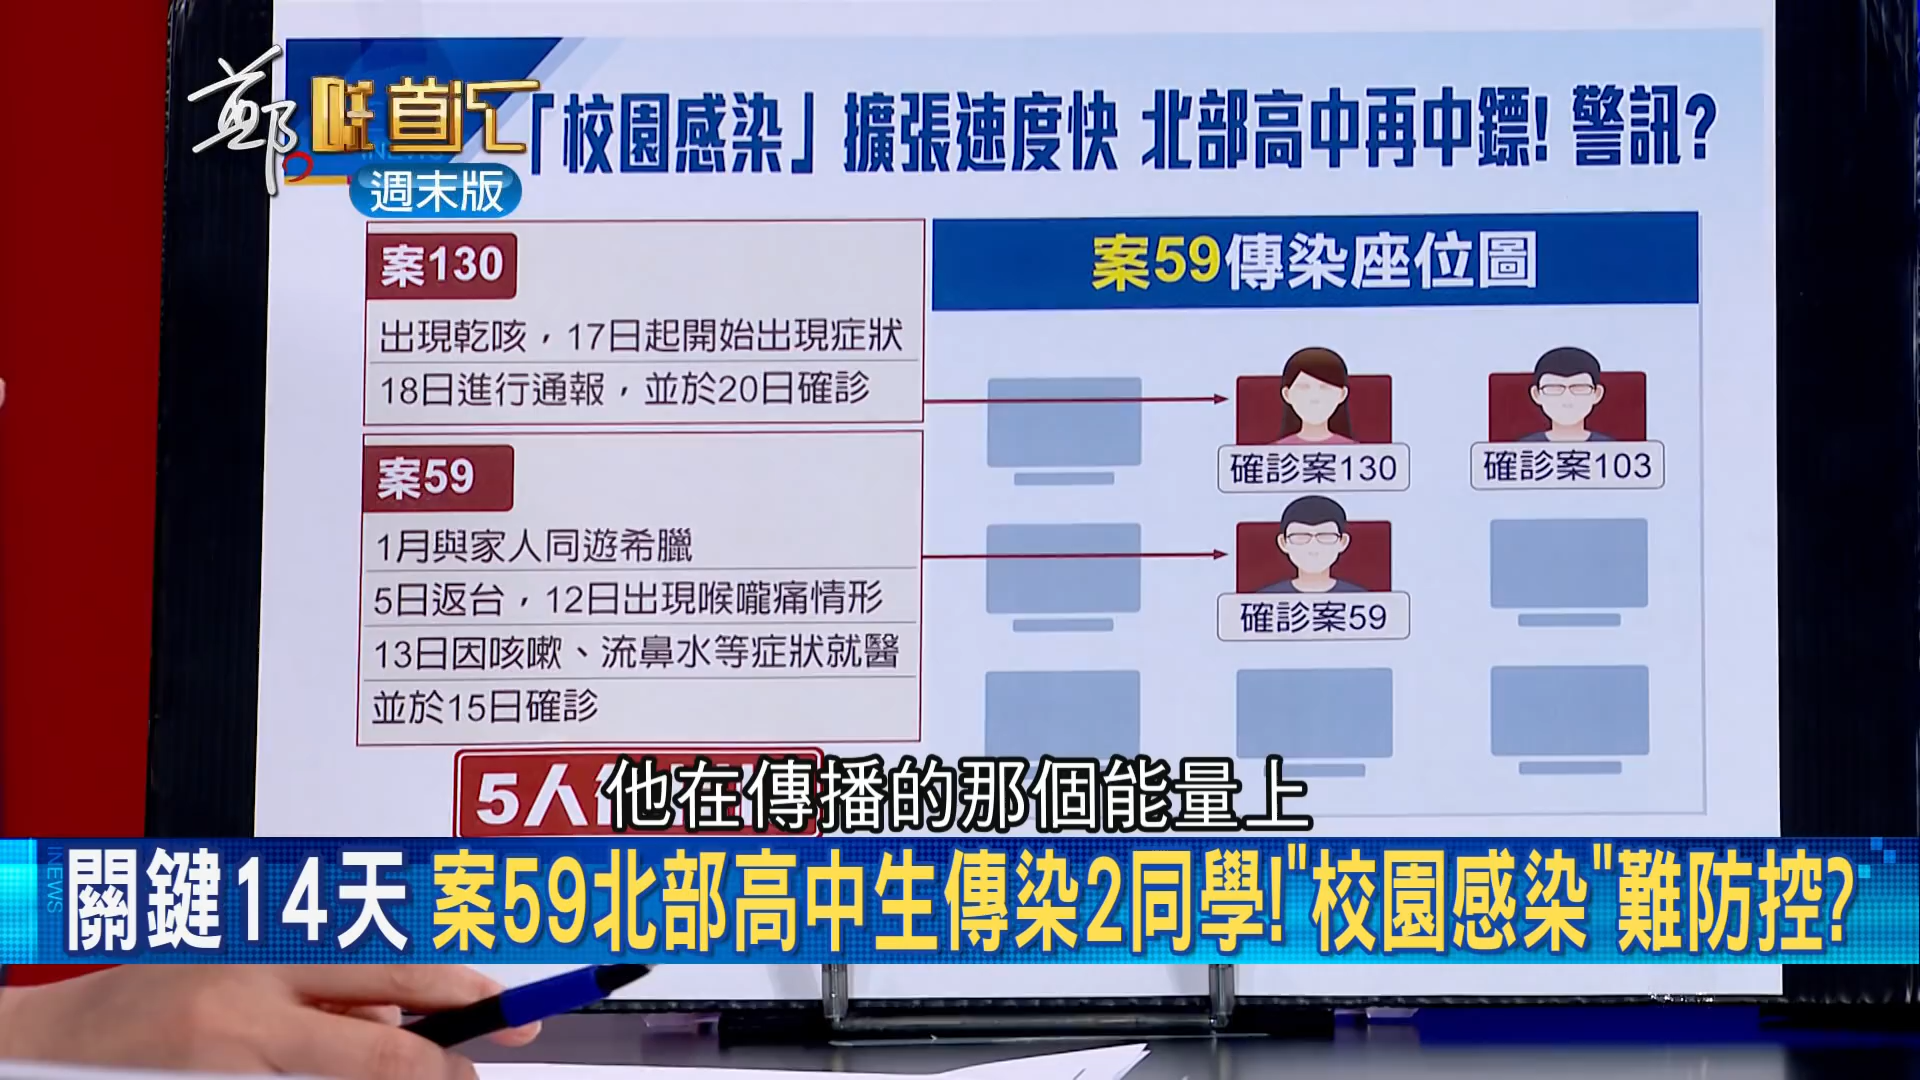 鄭知道了
週末版
「校園感染」擴張速度快 北部高中再中鏢! 警訊?
案130
出現乾咳，17日起開始出現症狀
18日進行通報，並於20日確診
案59
1月與家人同遊希臘
5日返台，12日出現喉嚨痛情形
13日因咳嗽、流鼻水等症狀就醫
並於15日確診
案59傳染座位圖
確診案130
確診案103
確診案59
5人
他在傳播的那個能量上
INEWS
關鍵14天 案59北部高中生傳染2同學!"校園感染"難防控?